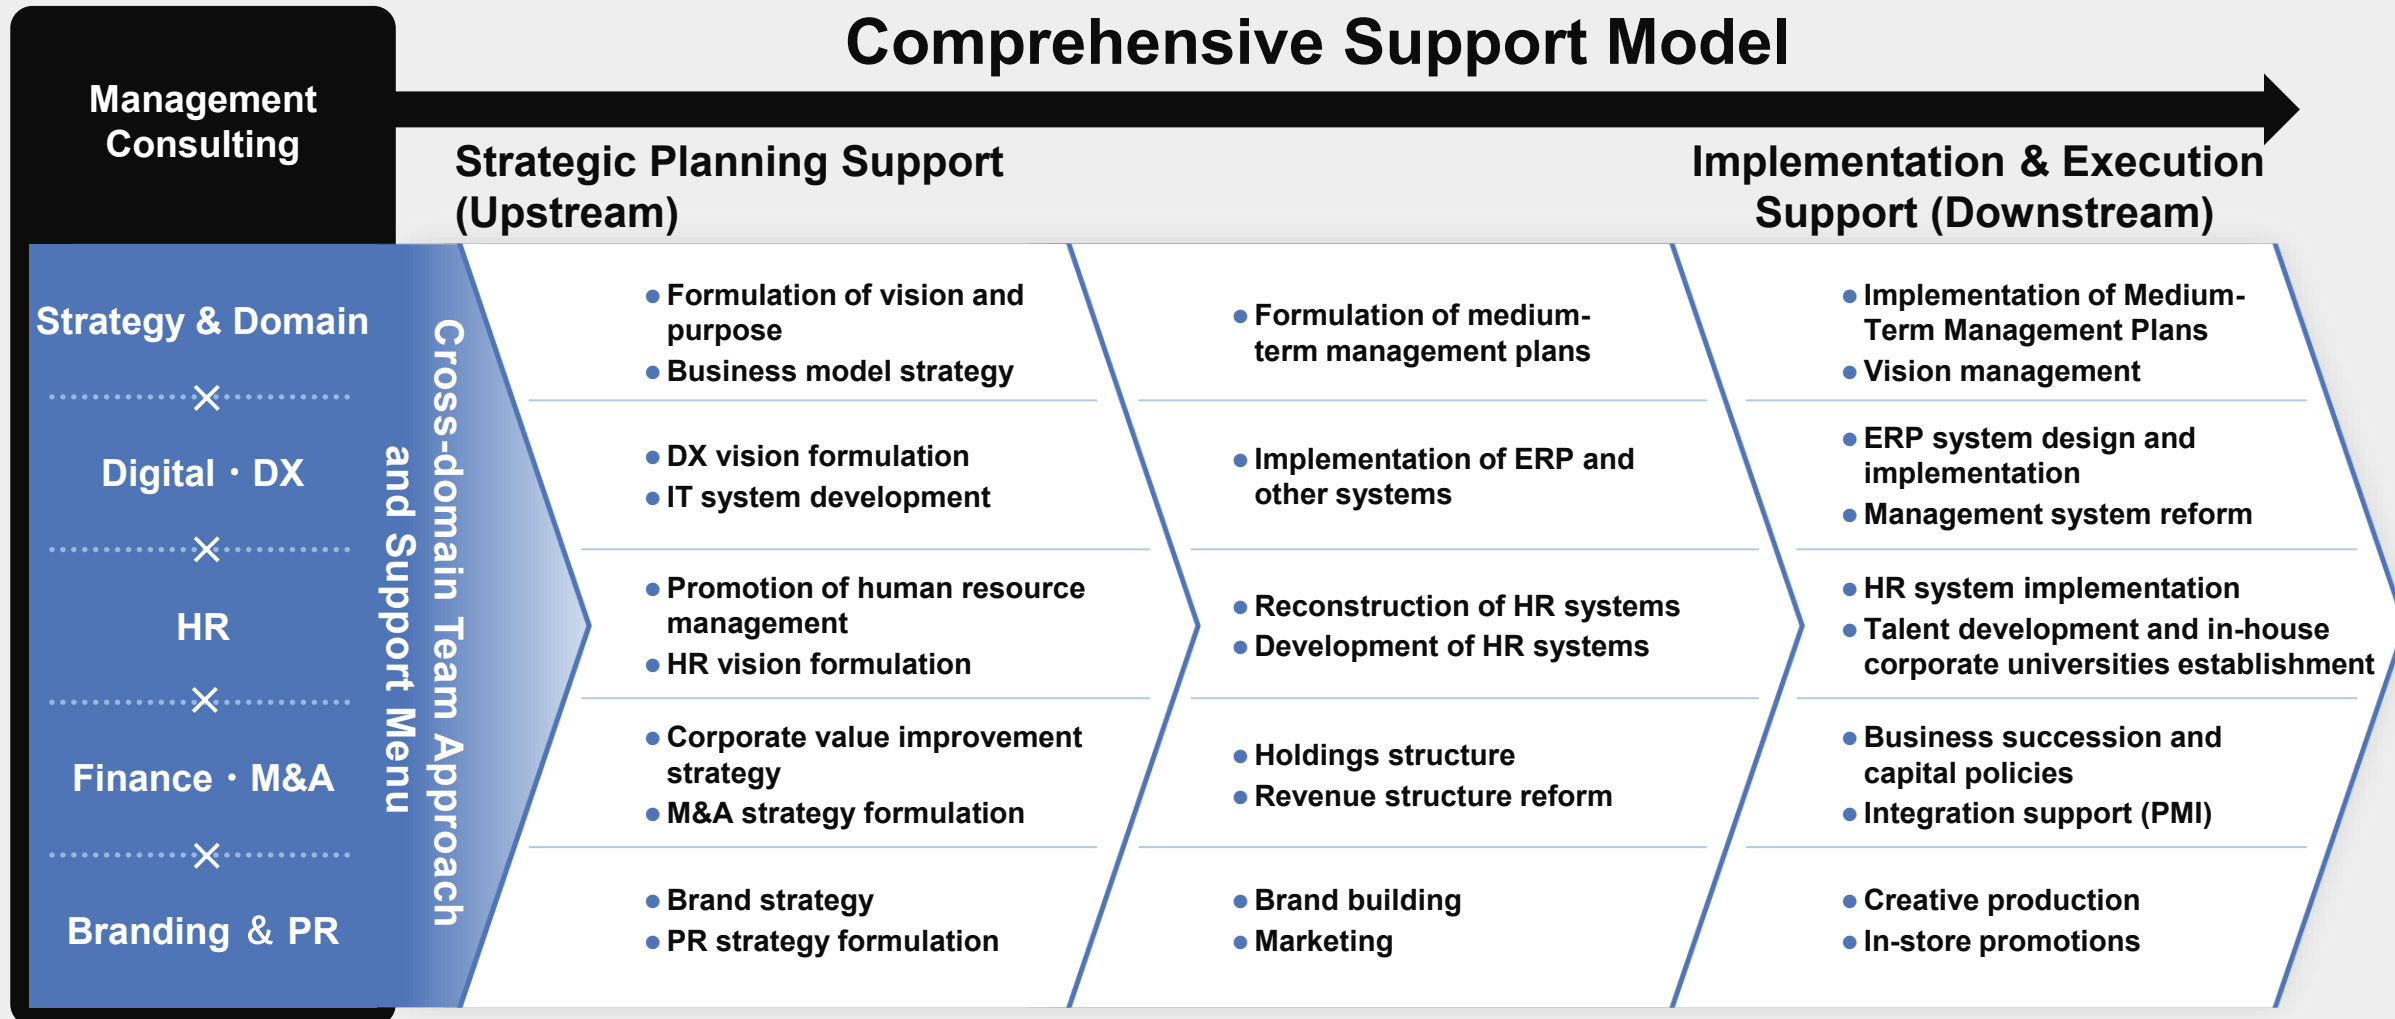 Comprehensive Support Model
Management
Consulting
Strategic Planning Support
(Upstream)
Implementation & Execution
Support (Downstream)
Strategy & Domain
×
Digital・DX
×
HR
×
Finance・M&A
×
Branding & PR
Cross-domain Team Approach
and Support Menu
● Formulation of vision and
purpose
● Business model strategy
● Formulation of medium-
term management plans
● Implementation of Medium-
Term Management Plans
● Vision management
● DX vision formulation
● IT system development
● Implementation of ERP and
other systems
● ERP system design and
implementation
● Management system reform
● Promotion of human resource
management
● HR vision formulation
● Reconstruction of HR systems
● Development of HR systems
● HR system implementation
● Talent development and in-house
corporate universities establishment
● Corporate value improvement
strategy
● M&A strategy formulation
● Holdings structure
● Revenue structure reform
● Business succession and
capital policies
● Integration support (PMI)
● Brand strategy
● PR strategy formulation
● Brand building
● Marketing
● Creative production
● In-store promotions